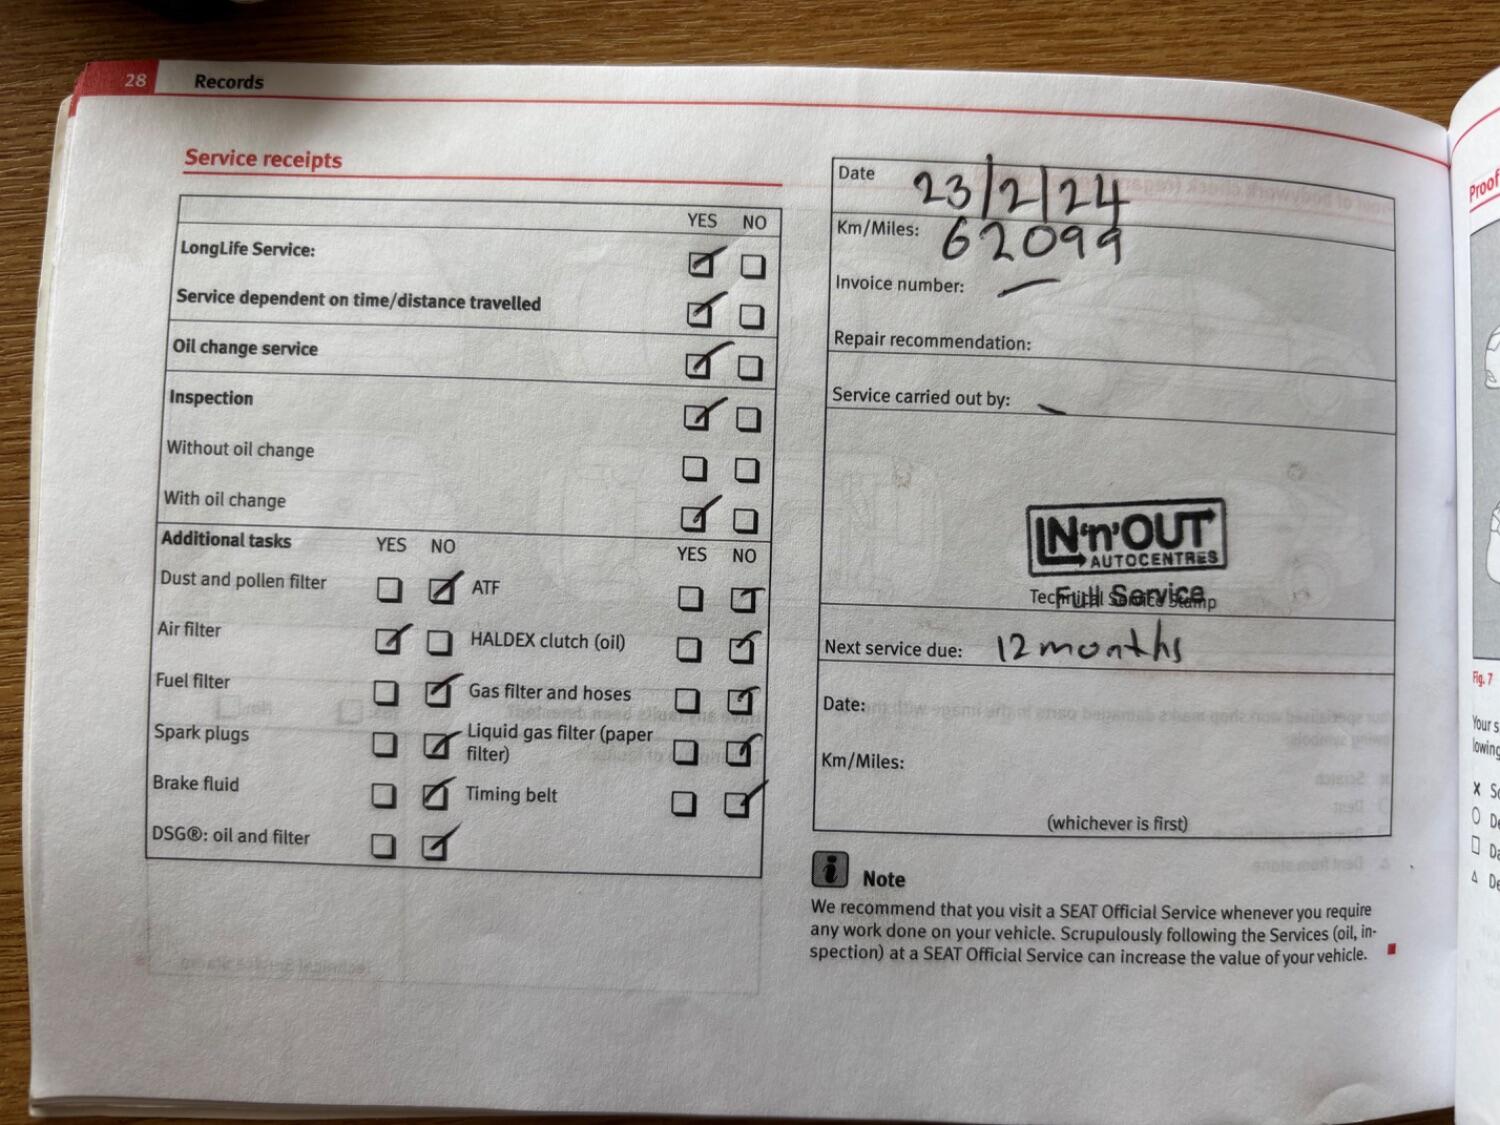 28 Records
Service receipts
YES NO
LongLife Service:
Service dependent on time/distance travelled
Oil change service
Inspection
Without oil change
With oil change
Additional tasks YES NO YES NO
Dust and pollen filter ATF
Air filter HALDEX clutch (oil)
Fuel filter Gas filter and hoses
Spark plugs Liquid gas filter (paper
filter)
Brake fluid Timing belt
DSG®: oil and filter
Date 23/2/24
Km/Miles: 62099
Invoice number: —
Repair recommendation:
Service carried out by:
IN'n'OUT
AUTOCENTRES
Full Service
Technical Service Stamp
Next service due: 12 months
Date:
Km/Miles:
(whichever is first)
i Note
We recommend that you visit a SEAT Official Service whenever you require
any work done on your vehicle. Scrupulously following the Services (oil, in-
spection) at a SEAT Official Service can increase the value of your vehicle.
Proof
Fig. 7
Your s
lowing
X